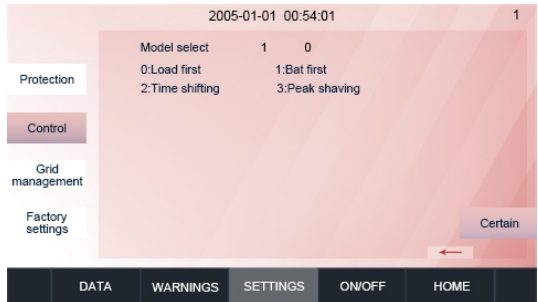 2005-01-01 00:54:01 1
Model select 1 0
0:Load first 1:Bat first
2:Time shifting 3:Peak shaving
Protection
Control
Grid
management
Factory
settings
Certain
DATA WARNINGS SETTINGS ON/OFF HOME